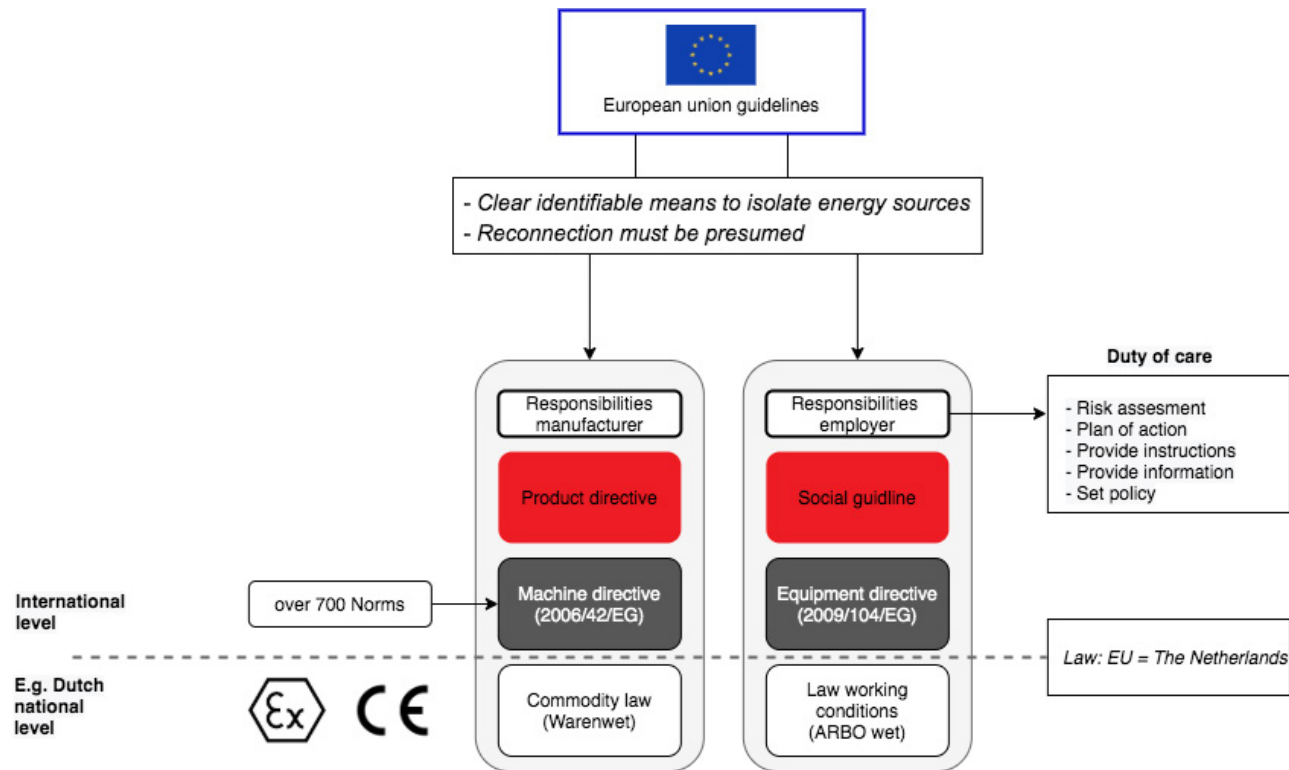 European union guidelines
- Clear identifiable means to isolate energy sources
- Reconnection must be presumed
Responsibilities
manufacturer
Product directive
Machine directive
(2006/42/EG)
Commodity law
(Warenwet)
Responsibilities
employer
Social guidline
Equipment directive
(2009/104/EG)
Law working
conditions
(ARBO wet)
Duty of care
- Risk assesment
- Plan of action
- Provide instructions
- Provide information
- Set policy
International
level
over 700 Norms
Law: EU = The Netherlands
E.g. Dutch
national
level
Ex
CE